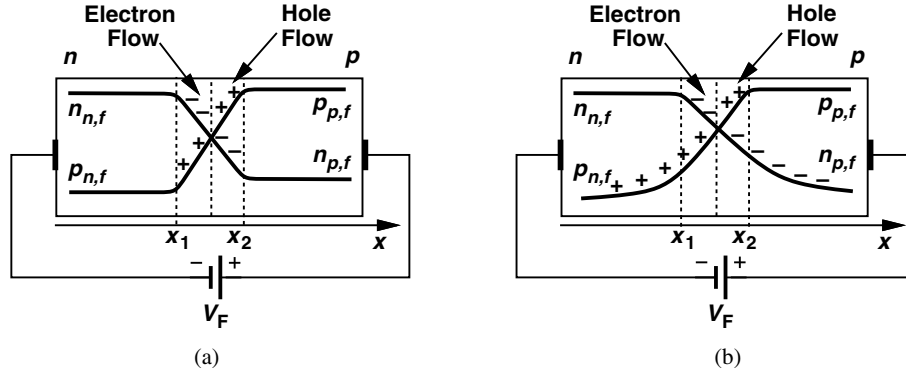 Electron Flow
Hole Flow
n
p
n_{n,f}
p_{p,f}
p_{n,f}
n_{p,f}
x_1
x_2
x
− +
V_F
(a)
Electron Flow
Hole Flow
n
p
n_{n,f}
p_{p,f}
p_{n,f}
n_{p,f}
x_1
x_2
x
− +
V_F
(b)